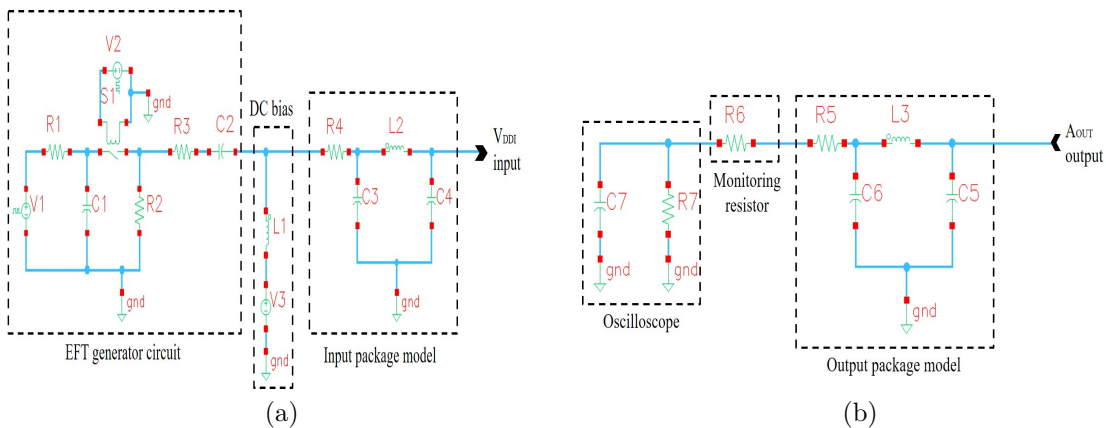 V2
S1
gnd
R1
R3
C2
V1
C1
R2
gnd
EFT generator circuit
DC bias
L1
V3
gnd
R4
L2
C3
C4
gnd
Input package model
VDDI
input
(a)
C7
R7
gnd
gnd
Oscilloscope
R6
Monitoring
resistor
R5
L3
C6
C5
gnd
Output package model
AOUT
output
(b)